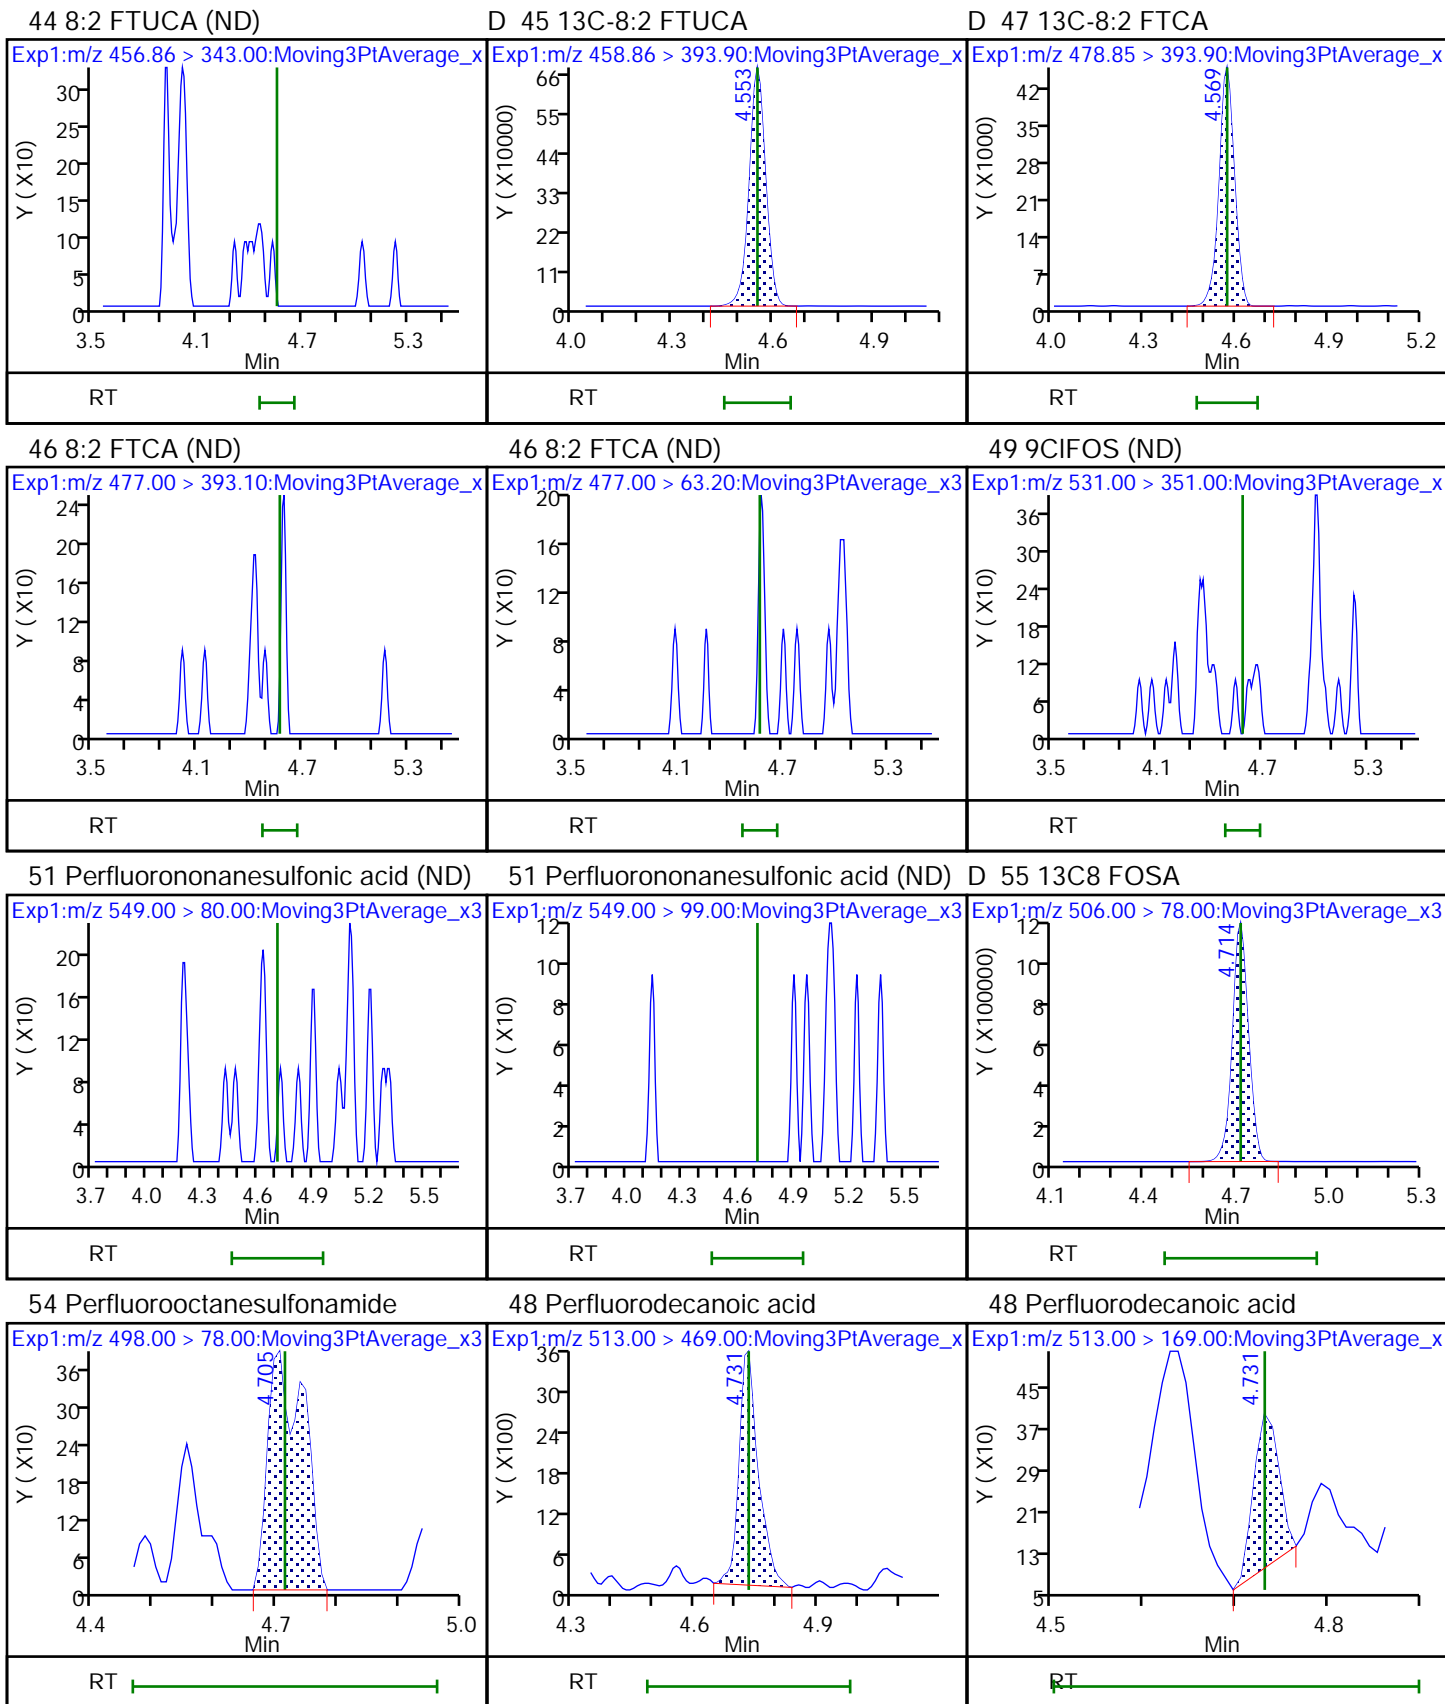 44 8:2 FTUCA (ND)
Exp1:m/z 456.86 > 343.00:Moving3PtAverage_x
Y ( X10)
30
25
20
15
10
5
0
3.5 4.1 4.7 5.3
Min
RT
D 45 13C-8:2 FTUCA
Exp1:m/z 458.86 > 393.90:Moving3PtAverage_x
4.553
Y ( X10000)
66
55
44
33
22
11
0
4.0 4.3 4.6 4.9
Min
RT
D 47 13C-8:2 FTCA
Exp1:m/z 478.85 > 393.90:Moving3PtAverage_x
4.569
Y ( X1000)
42
35
28
21
14
7
0
4.0 4.3 4.6 4.9 5.2
Min
RT
46 8:2 FTCA (ND)
Exp1:m/z 477.00 > 393.10:Moving3PtAverage_x
Y ( X10)
24
20
16
12
8
4
0
3.5 4.1 4.7 5.3
Min
RT
46 8:2 FTCA (ND)
Exp1:m/z 477.00 > 63.20:Moving3PtAverage_x3
Y ( X10)
20
16
12
8
4
0
3.5 4.1 4.7 5.3
Min
RT
49 9ClFOS (ND)
Exp1:m/z 531.00 > 351.00:Moving3PtAverage_x
Y ( X10)
36
30
24
18
12
6
0
3.5 4.1 4.7 5.3
Min
RT
51 Perfluorononanesulfonic acid (ND)
Exp1:m/z 549.00 > 80.00:Moving3PtAverage_x3
Y ( X10)
20
16
12
8
4
0
3.7 4.0 4.3 4.6 4.9 5.2 5.5
Min
RT
51 Perfluorononanesulfonic acid (ND)
Exp1:m/z 549.00 > 99.00:Moving3PtAverage_x3
Y ( X10)
12
10
8
6
4
2
0
3.7 4.0 4.3 4.6 4.9 5.2 5.5
Min
RT
D 55 13C8 FOSA
Exp1:m/z 506.00 > 78.00:Moving3PtAverage_x3
4.714
Y ( X100000)
12
10
8
6
4
2
0
4.1 4.4 4.7 5.0 5.3
Min
RT
54 Perfluorooctanesulfonamide
Exp1:m/z 498.00 > 78.00:Moving3PtAverage_x3
4.705
Y ( X10)
36
30
24
18
12
6
0
4.4 4.7 5.0
Min
RT
48 Perfluorodecanoic acid
Exp1:m/z 513.00 > 469.00:Moving3PtAverage_x
4.731
Y ( X100)
36
30
24
18
12
6
0
4.3 4.6 4.9
Min
RT
48 Perfluorodecanoic acid
Exp1:m/z 513.00 > 169.00:Moving3PtAverage_x
4.731
Y ( X10)
45
37
29
21
13
5
4.5 4.8
Min
RT